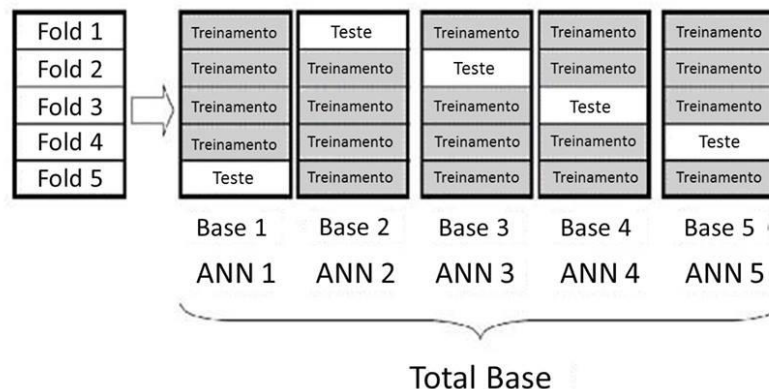 Fold 1 Treinamento Teste Treinamento Treinamento Treinamento
Fold 2 Treinamento Treinamento Teste Treinamento Treinamento
Fold 3 Treinamento Treinamento Treinamento Teste Treinamento
Fold 4 Treinamento Treinamento Treinamento Treinamento Teste
Fold 5 Teste Treinamento Treinamento Treinamento Treinamento
Base 1 Base 2 Base 3 Base 4 Base 5
ANN 1 ANN 2 ANN 3 ANN 4 ANN 5
Total Base